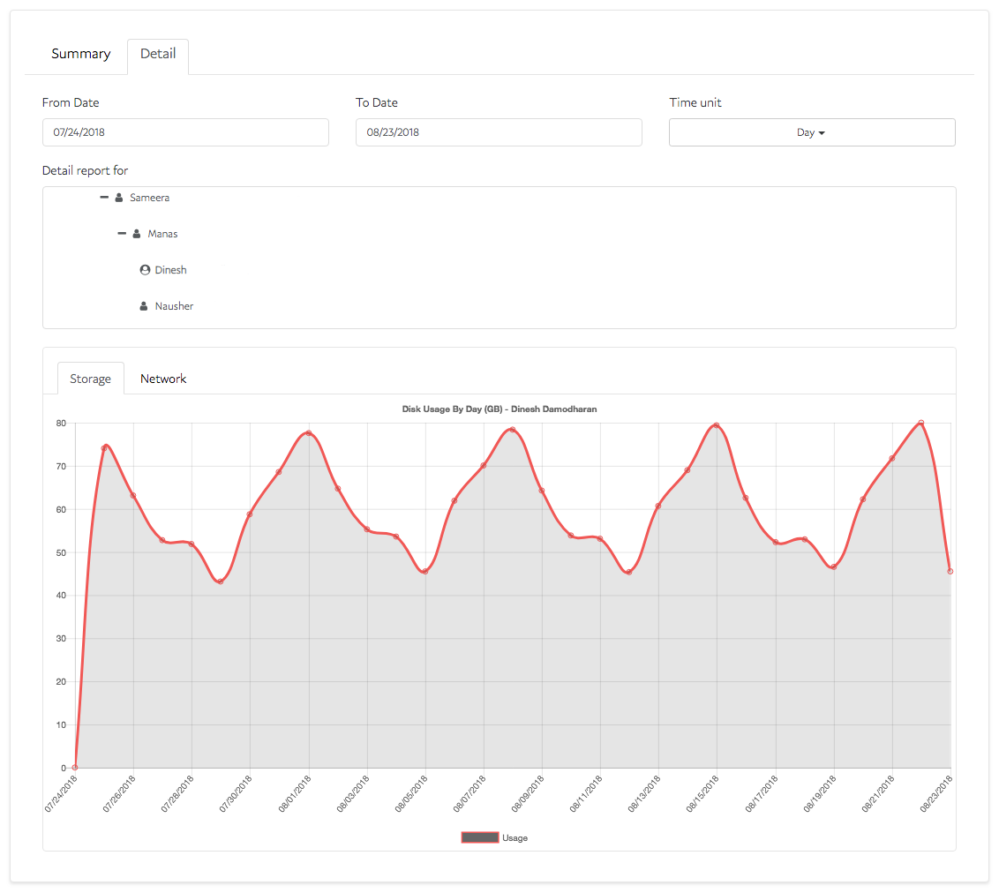 Summary Detail
From Date To Date Time unit
07/24/2018 08/23/2018 Day
Detail report for
Sameera
Manas
Dinesh
Nausher
Storage Network
Disk Usage By Day (GB) - Dinesh Damodharan
80
70
60
50
40
30
20
10
0
07/24/2018 07/26/2018 07/28/2018 07/30/2018 08/01/2018 08/03/2018 08/05/2018 08/07/2018 08/09/2018 08/11/2018 08/13/2018 08/15/2018 08/17/2018 08/19/2018 08/21/2018 08/23/2018
Usage